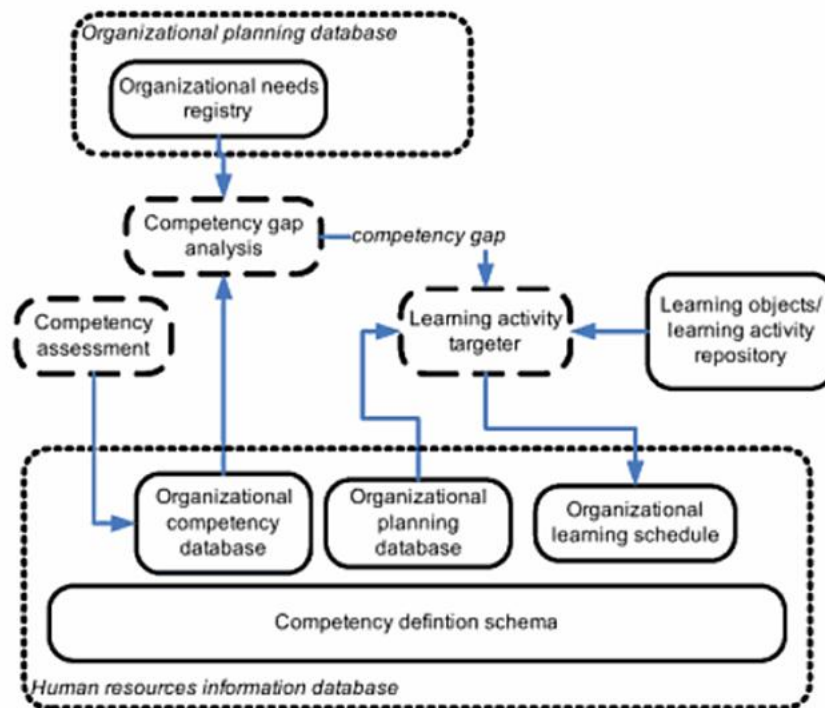 Organizational planning database
Organizational needs
registry
Competency gap
analysis
competency gap
Competency
assessment
Learning activity
targeter
Learning objects/
learning activity
repository
Organizational
competency
database
Organizational
planning
database
Organizational
learning schedule
Competency defintion schema
Human resources information database